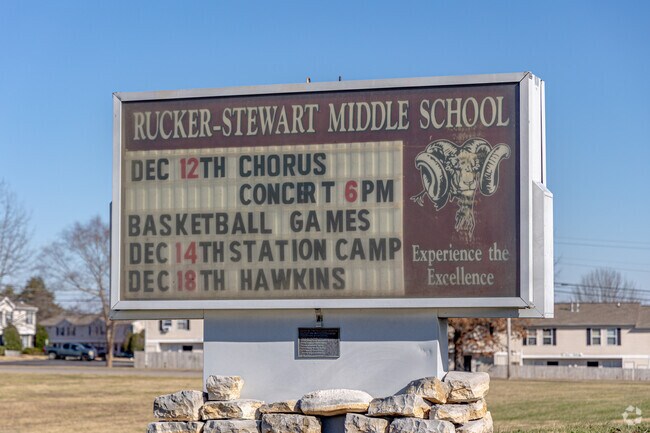 RUCKER-STEWART MIDDLE SCHOOL
DEC 12TH CHORUS
CONCERT 6PM
BASKETBALL GAMES
DEC 14TH STATION CAMP
DEC 18TH HAWKINS
Experience the
Excellence